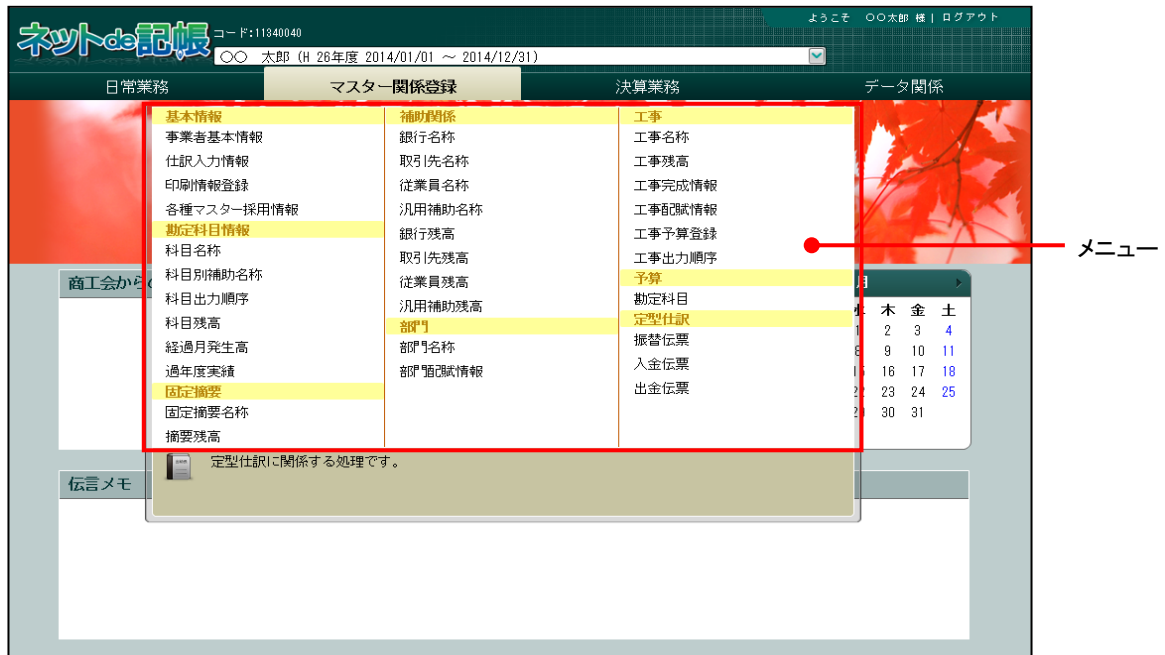 ようこそ 〇〇太郎 様 | ログアウト
ネットde記帳
コード:11340040
〇〇 太郎 (H 26年度 2014/01/01 ～ 2014/12/31)
日常業務 マスター関係登録 決算業務 データ関係
基本情報
事業者基本情報
仕訳入力情報
印刷情報登録
各種マスター採用情報
勘定科目情報
科目名称
科目別補助名称
科目出力順序
科目残高
経過月発生高
過年度実績
固定摘要
固定摘要名称
摘要残高
補助関係
銀行名称
取引先名称
従業員名称
汎用補助名称
銀行残高
取引先残高
従業員残高
汎用補助残高
部門
部門名称
部門配賦情報
工事
工事名称
工事残高
工事完成情報
工事配賦情報
工事予算登録
工事出力順序
予算
勘定科目
定型仕訳
振替伝票
入金伝票
出金伝票
メニュー
定型仕訳に関係する処理です。
商工会から
月
木 金 土
1 2 3 4
8 9 10 11
15 16 17 18
22 23 24 25
29 30 31
伝言メモ